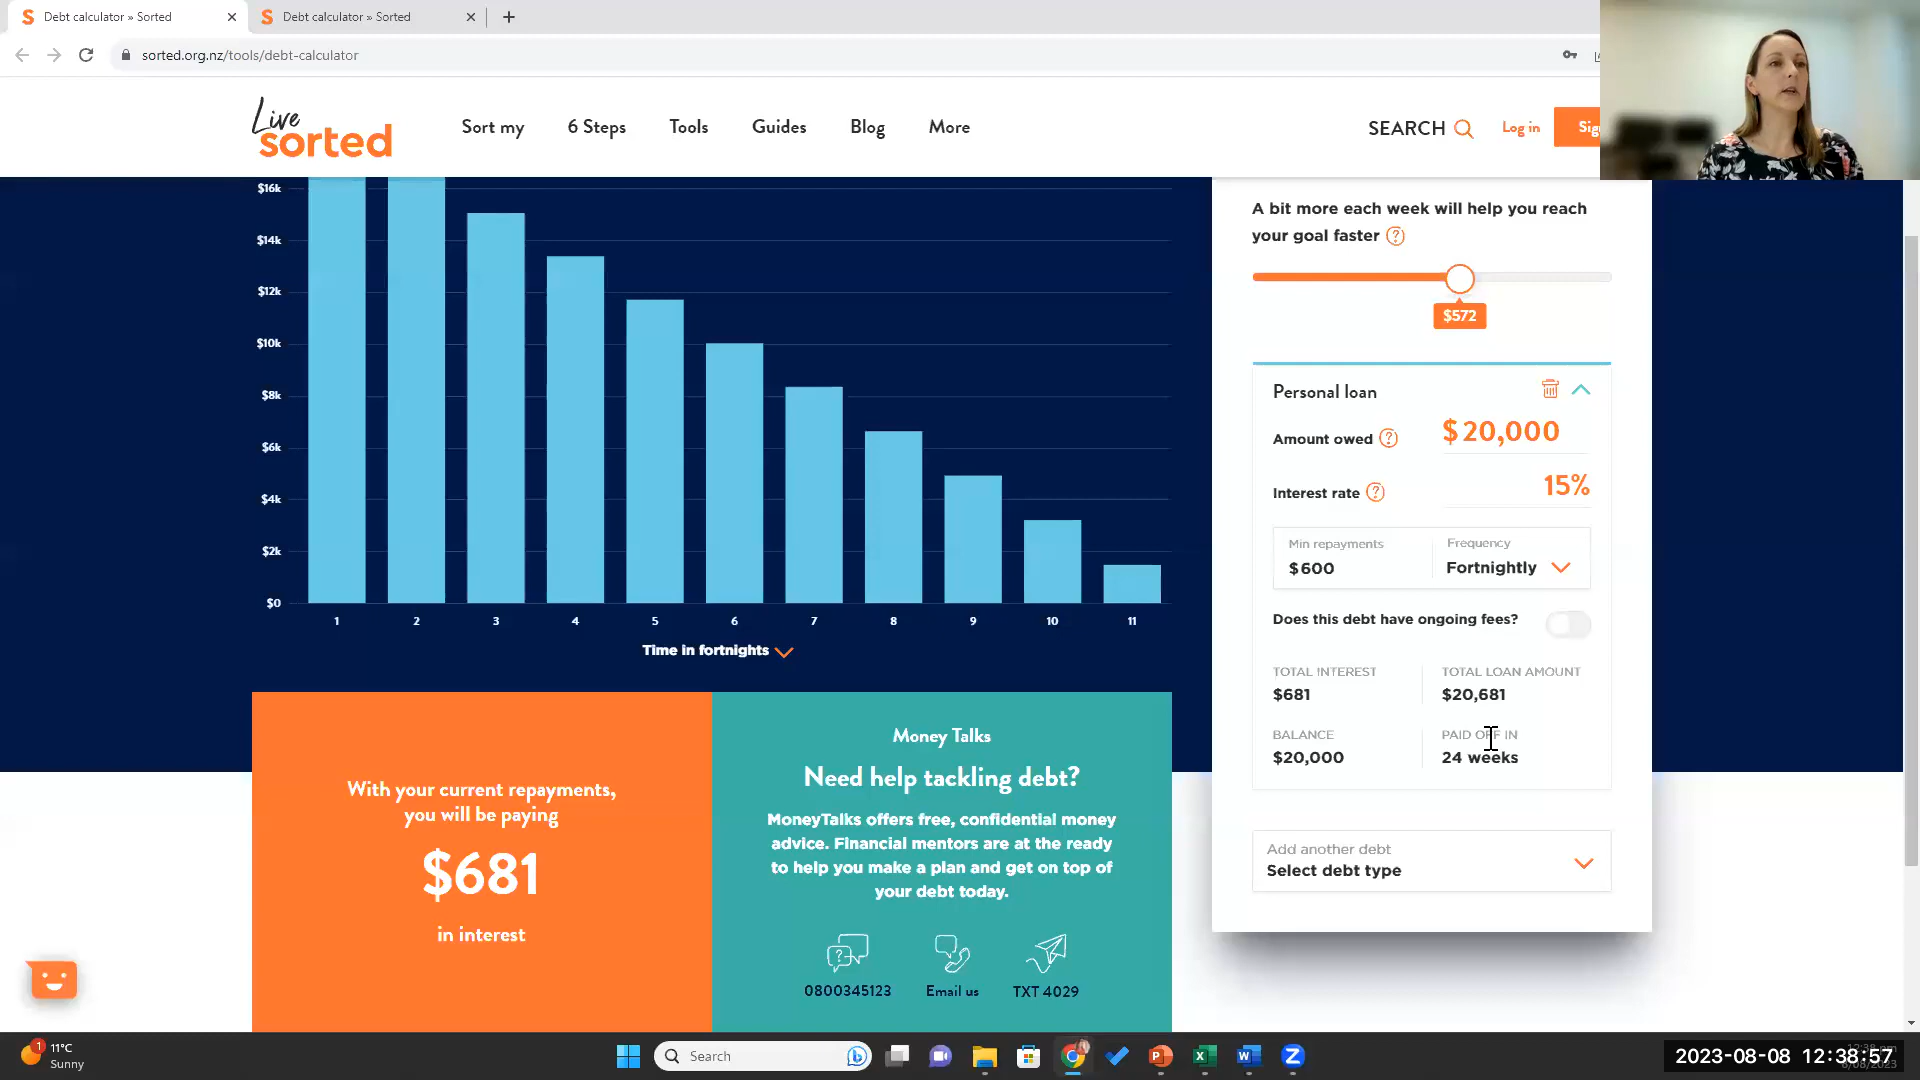 Debt calculator » Sorted
Debt calculator » Sorted
sorted.org.nz/tools/debt-calculator
Live
sorted
Sort my
6 Steps
Tools
Guides
Blog
More
SEARCH
Log in
$16k
$14k
$12k
$10k
$8k
$6k
$4k
$2k
$0
1 2 3 4 5 6 7 8 9 10 11
Time in fortnights
A bit more each week will help you reach
your goal faster ?
$572
Personal loan
Amount owed ? $20,000
Interest rate ? 15%
Min repayments
$600
Frequency
Fortnightly
Does this debt have ongoing fees?
TOTAL INTEREST
$681
TOTAL LOAN AMOUNT
$20,681
BALANCE
$20,000
PAID OFF IN
24 weeks
Add another debt
Select debt type
With your current repayments,
you will be paying
$681
in interest
Money Talks
Need help tackling debt?
MoneyTalks offers free, confidential money
advice. Financial mentors are at the ready
to help you make a plan and get on top of
your debt today.
0800345123
Email us
TXT 4029
1
11°C
Sunny
Search
2023-08-08 12:38:57